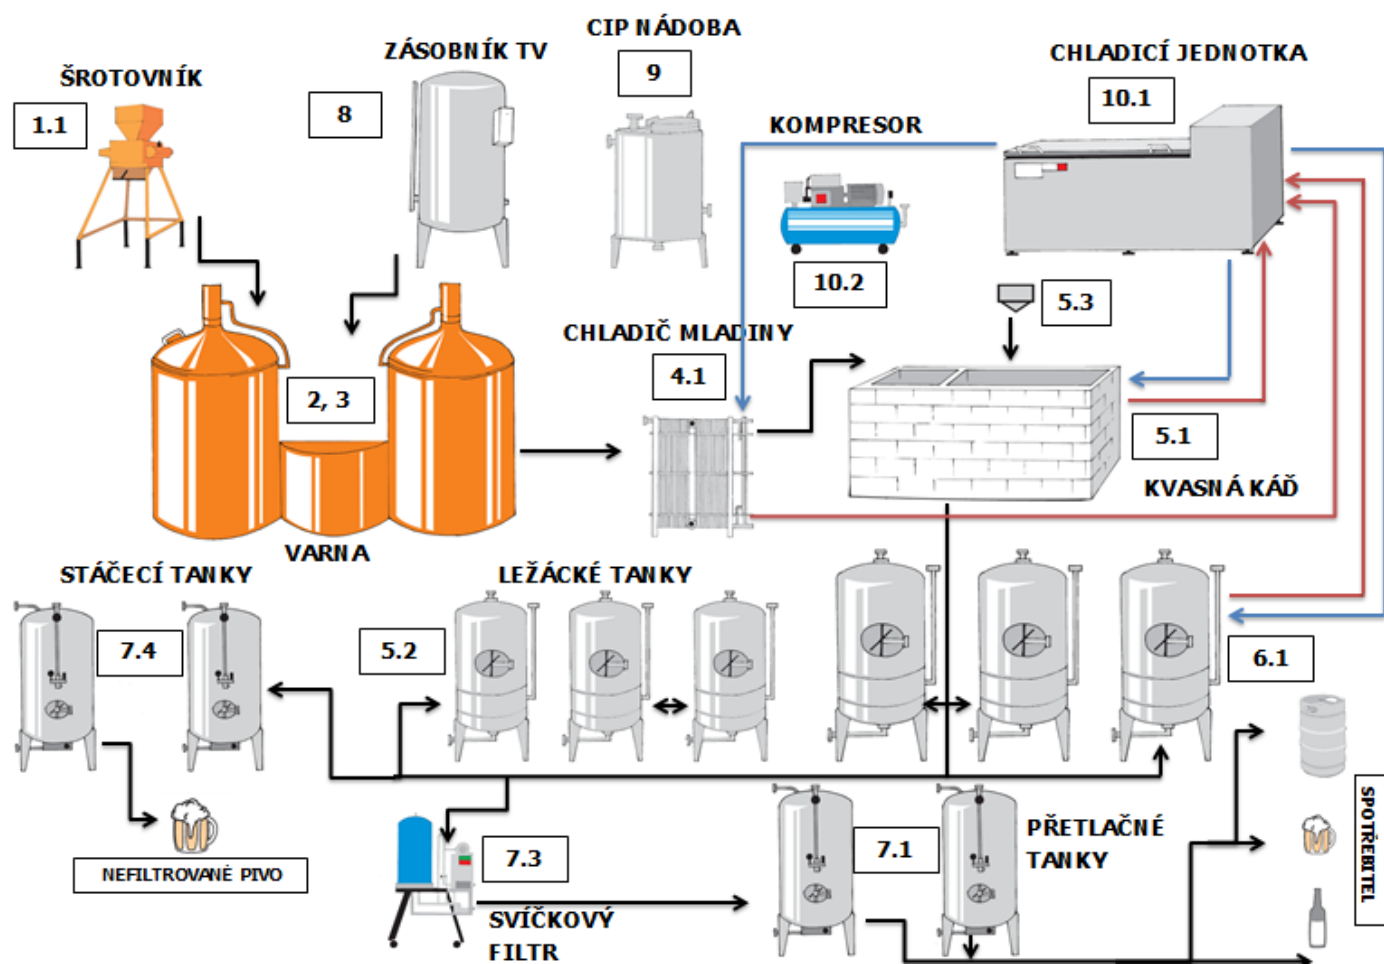 CIP NÁDOBA
ZÁSOBNÍK TV
CHLADICÍ JEDNOTKA
ŠROTOVNÍK
9
10.1
1.1
8
KOMPRESOR
10.2
5.3
CHLADIČ MLADINY
4.1
2, 3
5.1
KVASNÁ KÁĎ
VARNA
STÁČECÍ TANKY
LEŽÁCKÉ TANKY
7.4
5.2
6.1
SPOTŘEBITEL
PŘETLAČNÉ
TANKY
7.3
7.1
NEFILTROVANÉ PIVO
SVÍČKOVÝ
FILTR